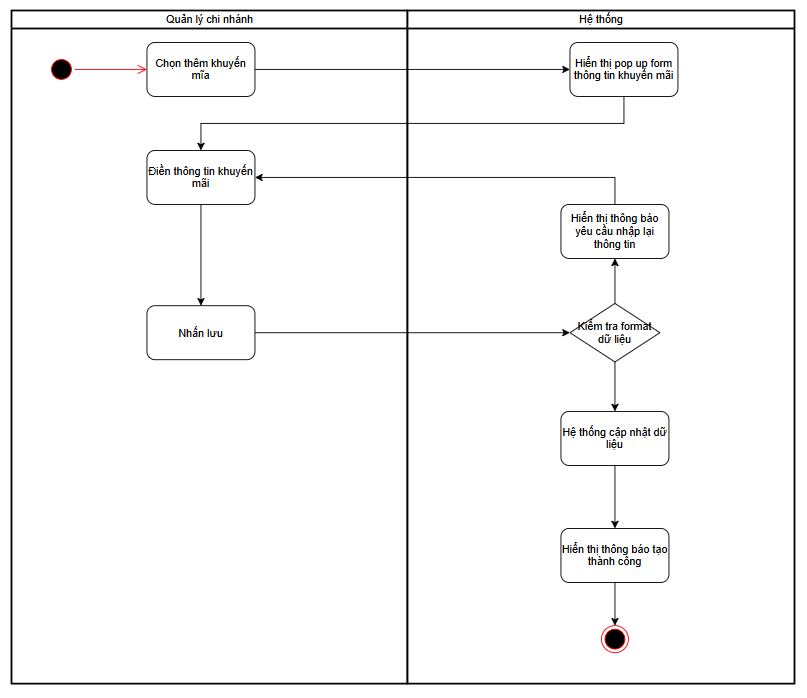 Quản lý chi nhánh
Hệ thống
Chọn thêm khuyến
mĩa
Hiển thị pop up form
thông tin khuyến mãi
Điền thông tin khuyến
mãi
Hiển thị thông báo
yêu cầu nhập lại
thông tin
Nhấn lưu
Kiểm tra format
dữ liệu
Hệ thống cập nhật dữ
liệu
Hiển thị thông báo tạo
thành công